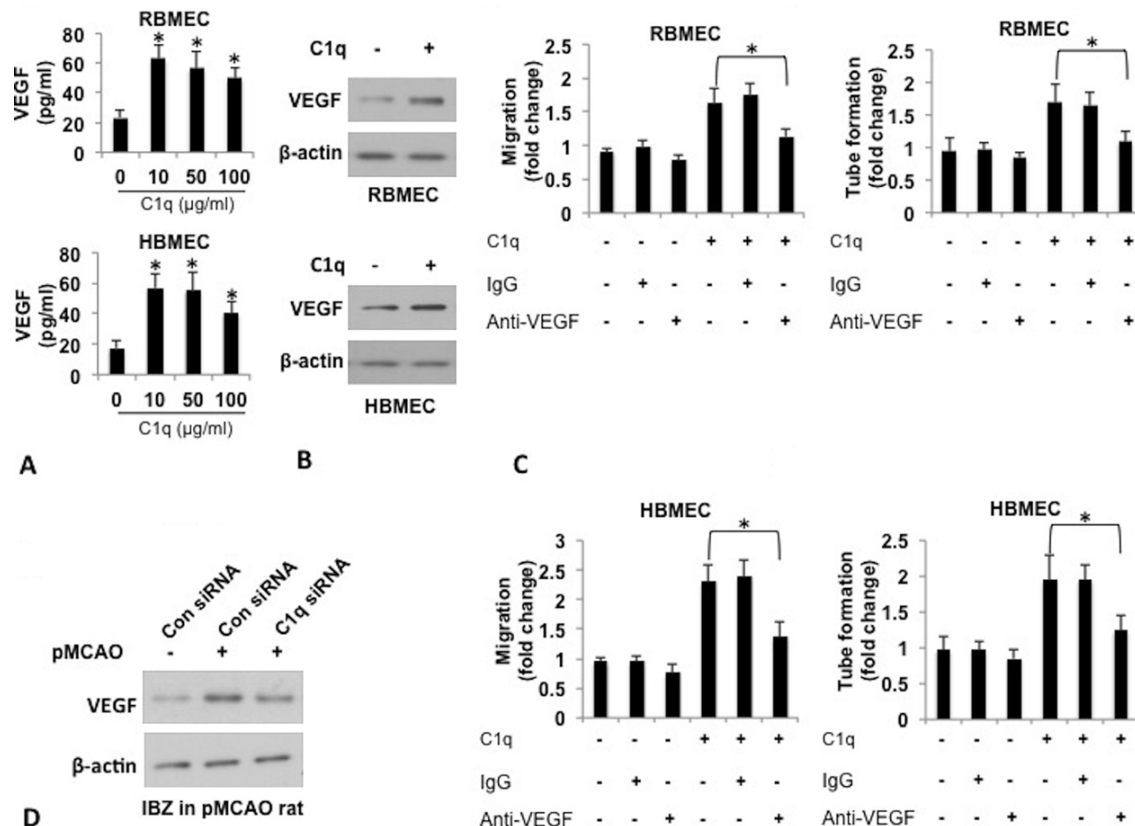 RBMEC
VEGF
(pg/ml)
80
60
40
20
0
*
*
*
0 10 50 100
C1q (µg/ml)
HBMEC
VEGF
(pg/ml)
80
60
40
20
0
*
*
*
0 10 50 100
C1q (µg/ml)
A
C1q - +
VEGF
β-actin
RBMEC
C1q - +
VEGF
β-actin
HBMEC
B
RBMEC
Migration
(fold change)
2.5
2
1.5
1
0.5
0
*
C1q - - - + + +
IgG - + - - + -
Anti-VEGF - - + - - +
RBMEC
Tube formation
(fold change)
2.5
2
1.5
1
0.5
0
*
- - - + + +
- + - - + -
- - + - - +
C
HBMEC
Migration
(fold change)
3
2.5
2
1.5
1
0.5
0
*
C1q - - - + + +
IgG - + - - + -
Anti-VEGF - - + - - +
HBMEC
Tube formation
(fold change)
2.5
2
1.5
1
0.5
0
*
C1q - - - + + +
IgG - + - - + -
Anti-VEGF - - + - - +
Con siRNA
Con siRNA
C1q siRNA
pMCAO - + +
VEGF
β-actin
IBZ in pMCAO rat
D